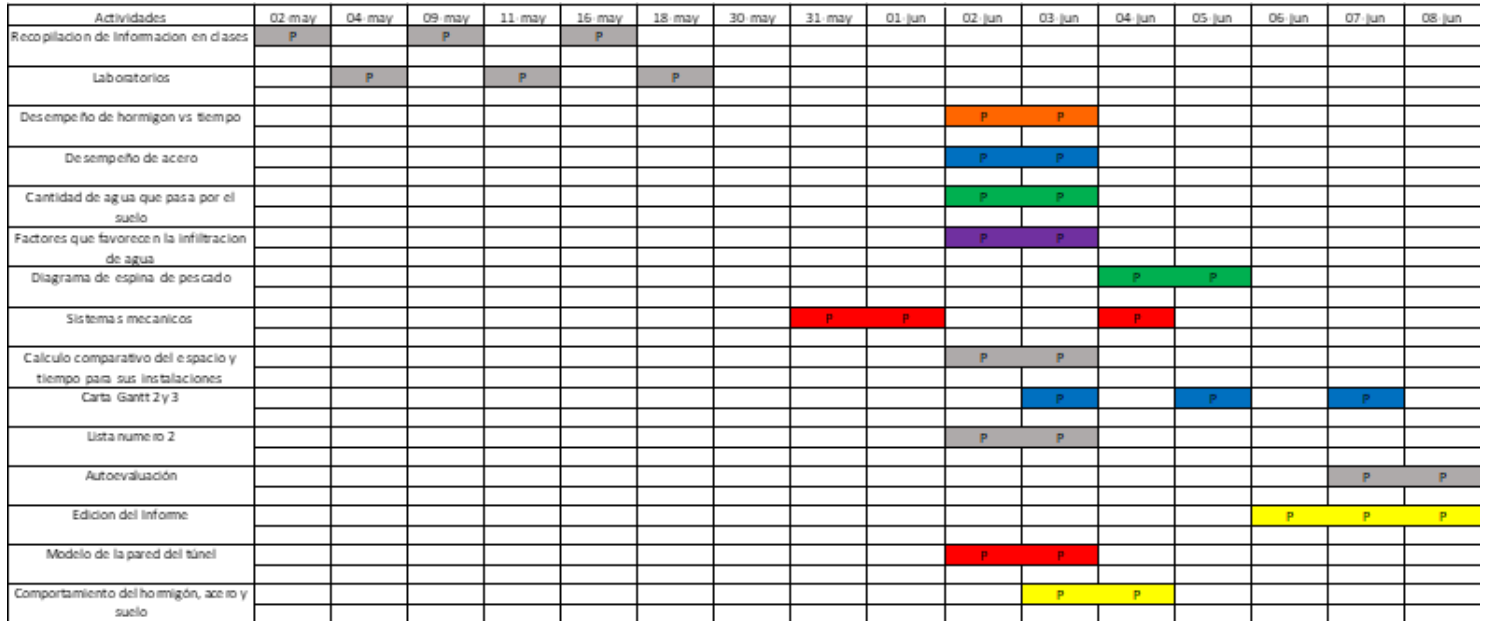 Actividades 02-may 04-may 09-may 11-may 16-may 18-may 30-may 31-may 01-jun 02-jun 03-jun 04-jun 05-jun 06-jun 07-jun 08-jun
Recopilacion de Informacion en clases P P P
Laboratorios P P P
Desempeño de hormigon vs tiempo P P
Desempeño de acero P P
Cantidad de agua que pasa por el P P
suelo
Factores que favorecen la infiltracion P P
de agua
Diagrama de espina de pescado P P
Sistemas mecanicos P P P
Calculo comparativo del espacio y P P
tiempo para sus instalaciones
Carta Gantt 2 y 3 P P P
Lista numero 2 P P
Autoevaluación P P
Edicion del Informe P P P
Modelo de la pared del túnel P P
Comportamiento del hormigón, acero y P P
suelo